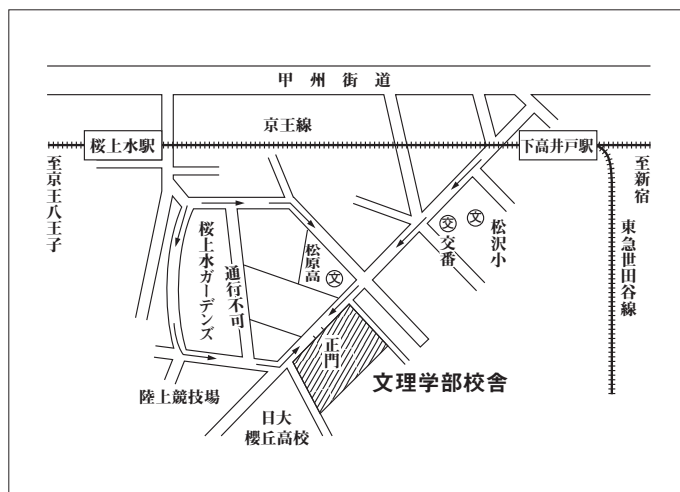 甲州街道
京王線
桜上水駅
下高井戸駅
至京王八王子
至新宿
東急世田谷線
桜上水ガーデンズ
通行不可
松原高
文
交
交番
文
松沢小
正門
文理学部校舎
陸上競技場
日大
櫻丘高校